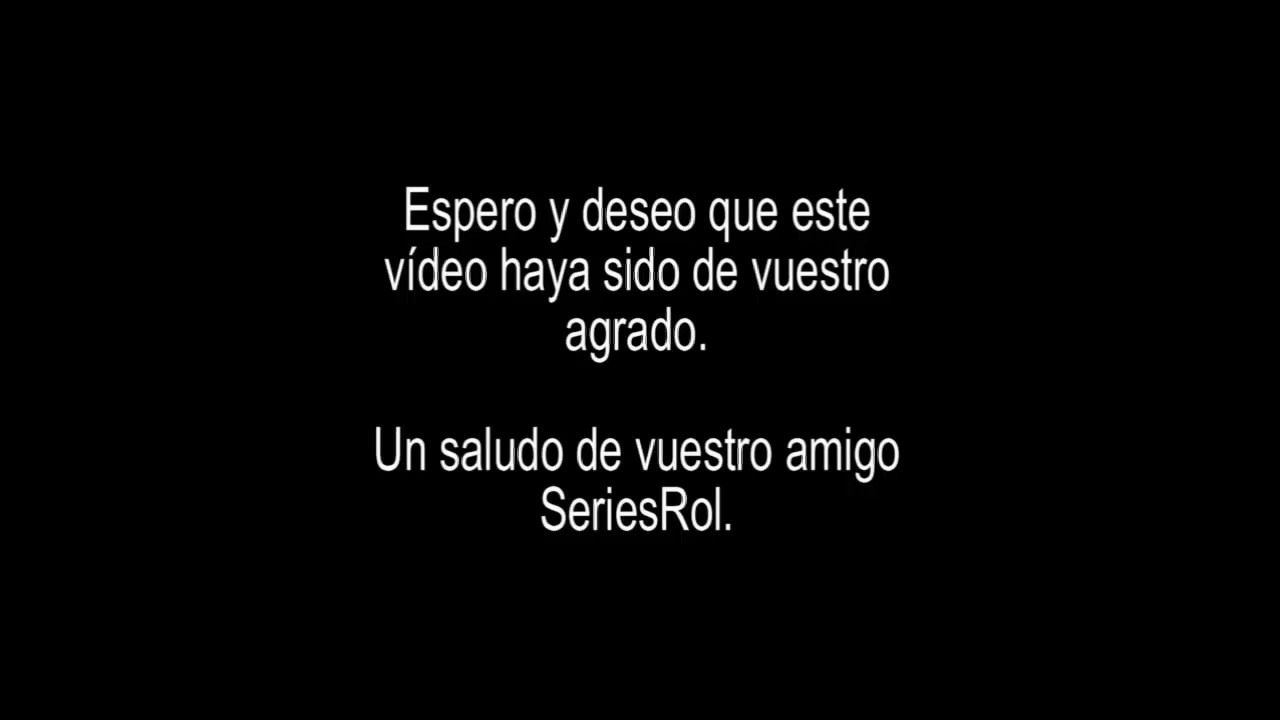 Espero y deseo que este
vídeo haya sido de vuestro
agrado.
Un saludo de vuestro amigo
SeriesRol.